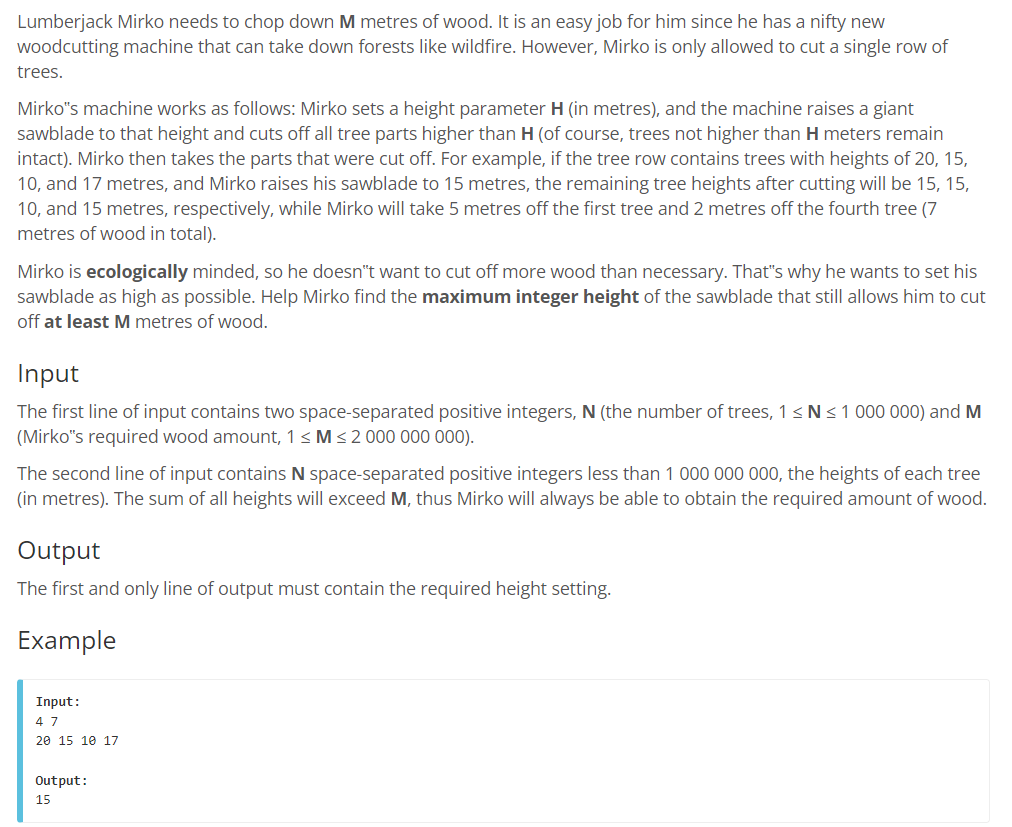 Lumberjack Mirko needs to chop down M metres of wood. It is an easy job for him since he has a nifty new
woodcutting machine that can take down forests like wildfire. However, Mirko is only allowed to cut a single row of
trees.
Mirko"s machine works as follows: Mirko sets a height parameter H (in metres), and the machine raises a giant
sawblade to that height and cuts off all tree parts higher than H (of course, trees not higher than H meters remain
intact). Mirko then takes the parts that were cut off. For example, if the tree row contains trees with heights of 20, 15,
10, and 17 metres, and Mirko raises his sawblade to 15 metres, the remaining tree heights after cutting will be 15, 15,
10, and 15 metres, respectively, while Mirko will take 5 metres off the first tree and 2 metres off the fourth tree (7
metres of wood in total).
Mirko is ecologically minded, so he doesn"t want to cut off more wood than necessary. That"s why he wants to set his
sawblade as high as possible. Help Mirko find the maximum integer height of the sawblade that still allows him to cut
off at least M metres of wood.
Input
The first line of input contains two space-separated positive integers, N (the number of trees, 1 ≤ N ≤ 1 000 000) and M
(Mirko"s required wood amount, 1 ≤ M ≤ 2 000 000 000).
The second line of input contains N space-separated positive integers less than 1 000 000 000, the heights of each tree
(in metres). The sum of all heights will exceed M, thus Mirko will always be able to obtain the required amount of wood.
Output
The first and only line of output must contain the required height setting.
Example
Input:
4 7
20 15 10 17
Output:
15